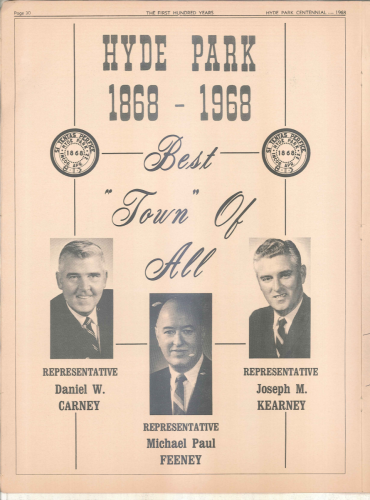 Page 10 THE FIRST HUNDRED YEARS HYDE PARK CENTENNIAL — 1968
HYDE PARK
1868 - 1968
1868
1868
Best
"Town" Of
All
REPRESENTATIVE
Daniel W.
CARNEY
REPRESENTATIVE
Joseph M.
KEARNEY
REPRESENTATIVE
Michael Paul
FEENEY